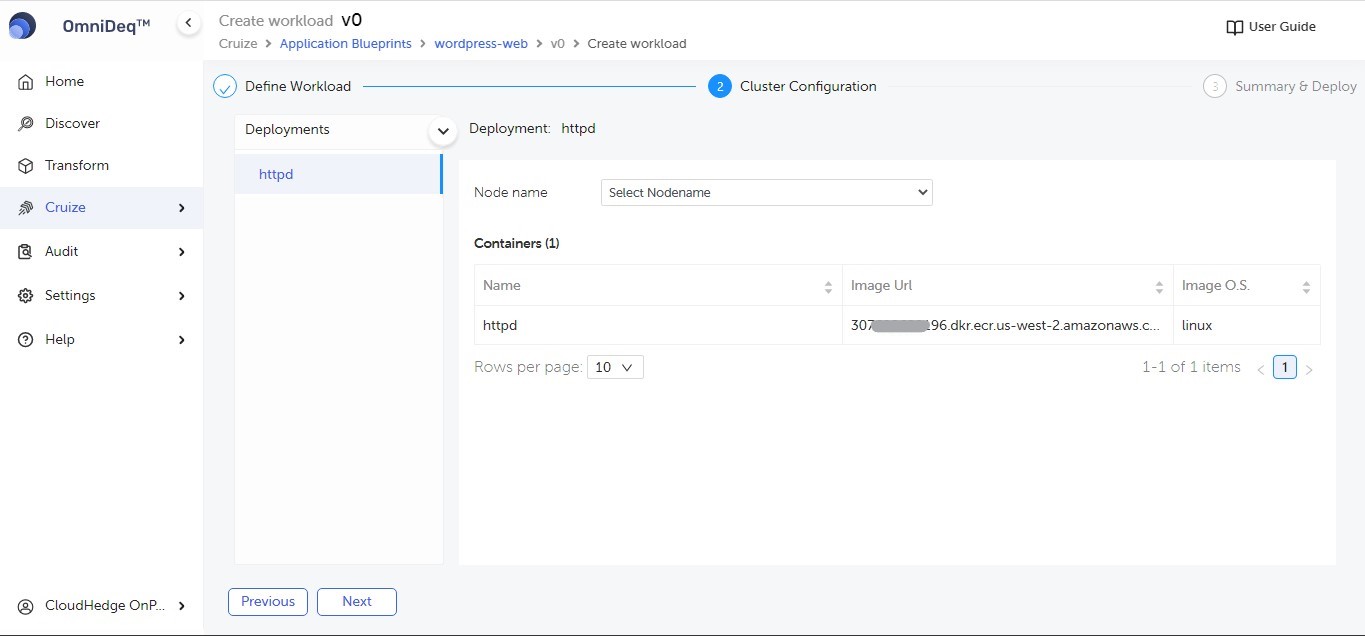 OmniDeq™
Create workload v0
Cruize > Application Blueprints > wordpress-web > v0 > Create workload
User Guide
Home
Discover
Transform
Cruize
Audit
Settings
Help
CloudHedge OnP...
Define Workload
2 Cluster Configuration
3 Summary & Deploy
Deployments
httpd
Deployment: httpd
Node name Select Nodename
Containers (1)
Name Image Url Image O.S.
httpd 307 196.dkr.ecr.us-west-2.amazonaws.c... linux
Rows per page: 10
1-1 of 1 items < 1 >
Previous Next